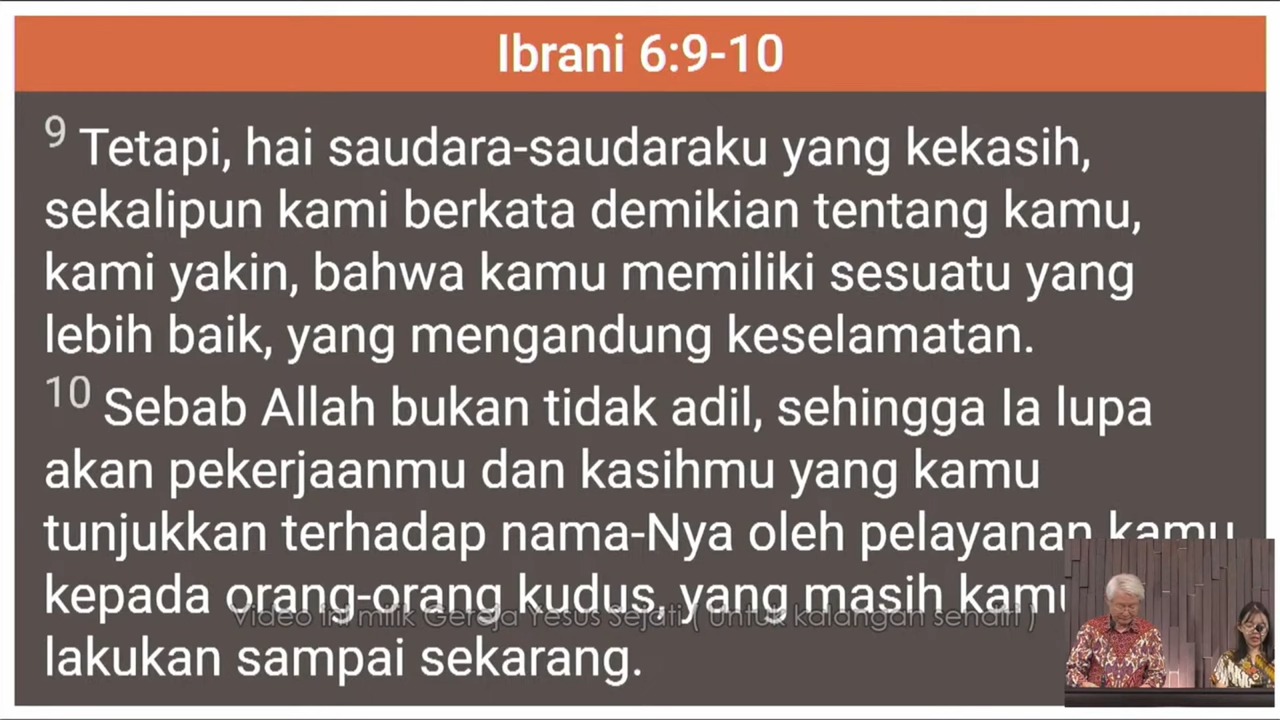 Ibrani 6:9-10
9 Tetapi, hai saudara-saudaraku yang kekasih,
sekalipun kami berkata demikian tentang kamu,
kami yakin, bahwa kamu memiliki sesuatu yang
lebih baik, yang mengandung keselamatan.
10 Sebab Allah bukan tidak adil, sehingga Ia lupa
akan pekerjaanmu dan kasihmu yang kamu
tunjukkan terhadap nama-Nya oleh pelayanan kamu
kepada orang-orang kudus, yang masih kamu
Video ini milik Gereja Yesus Sejati ( Untuk kalangan sendiri )
lakukan sampai sekarang.